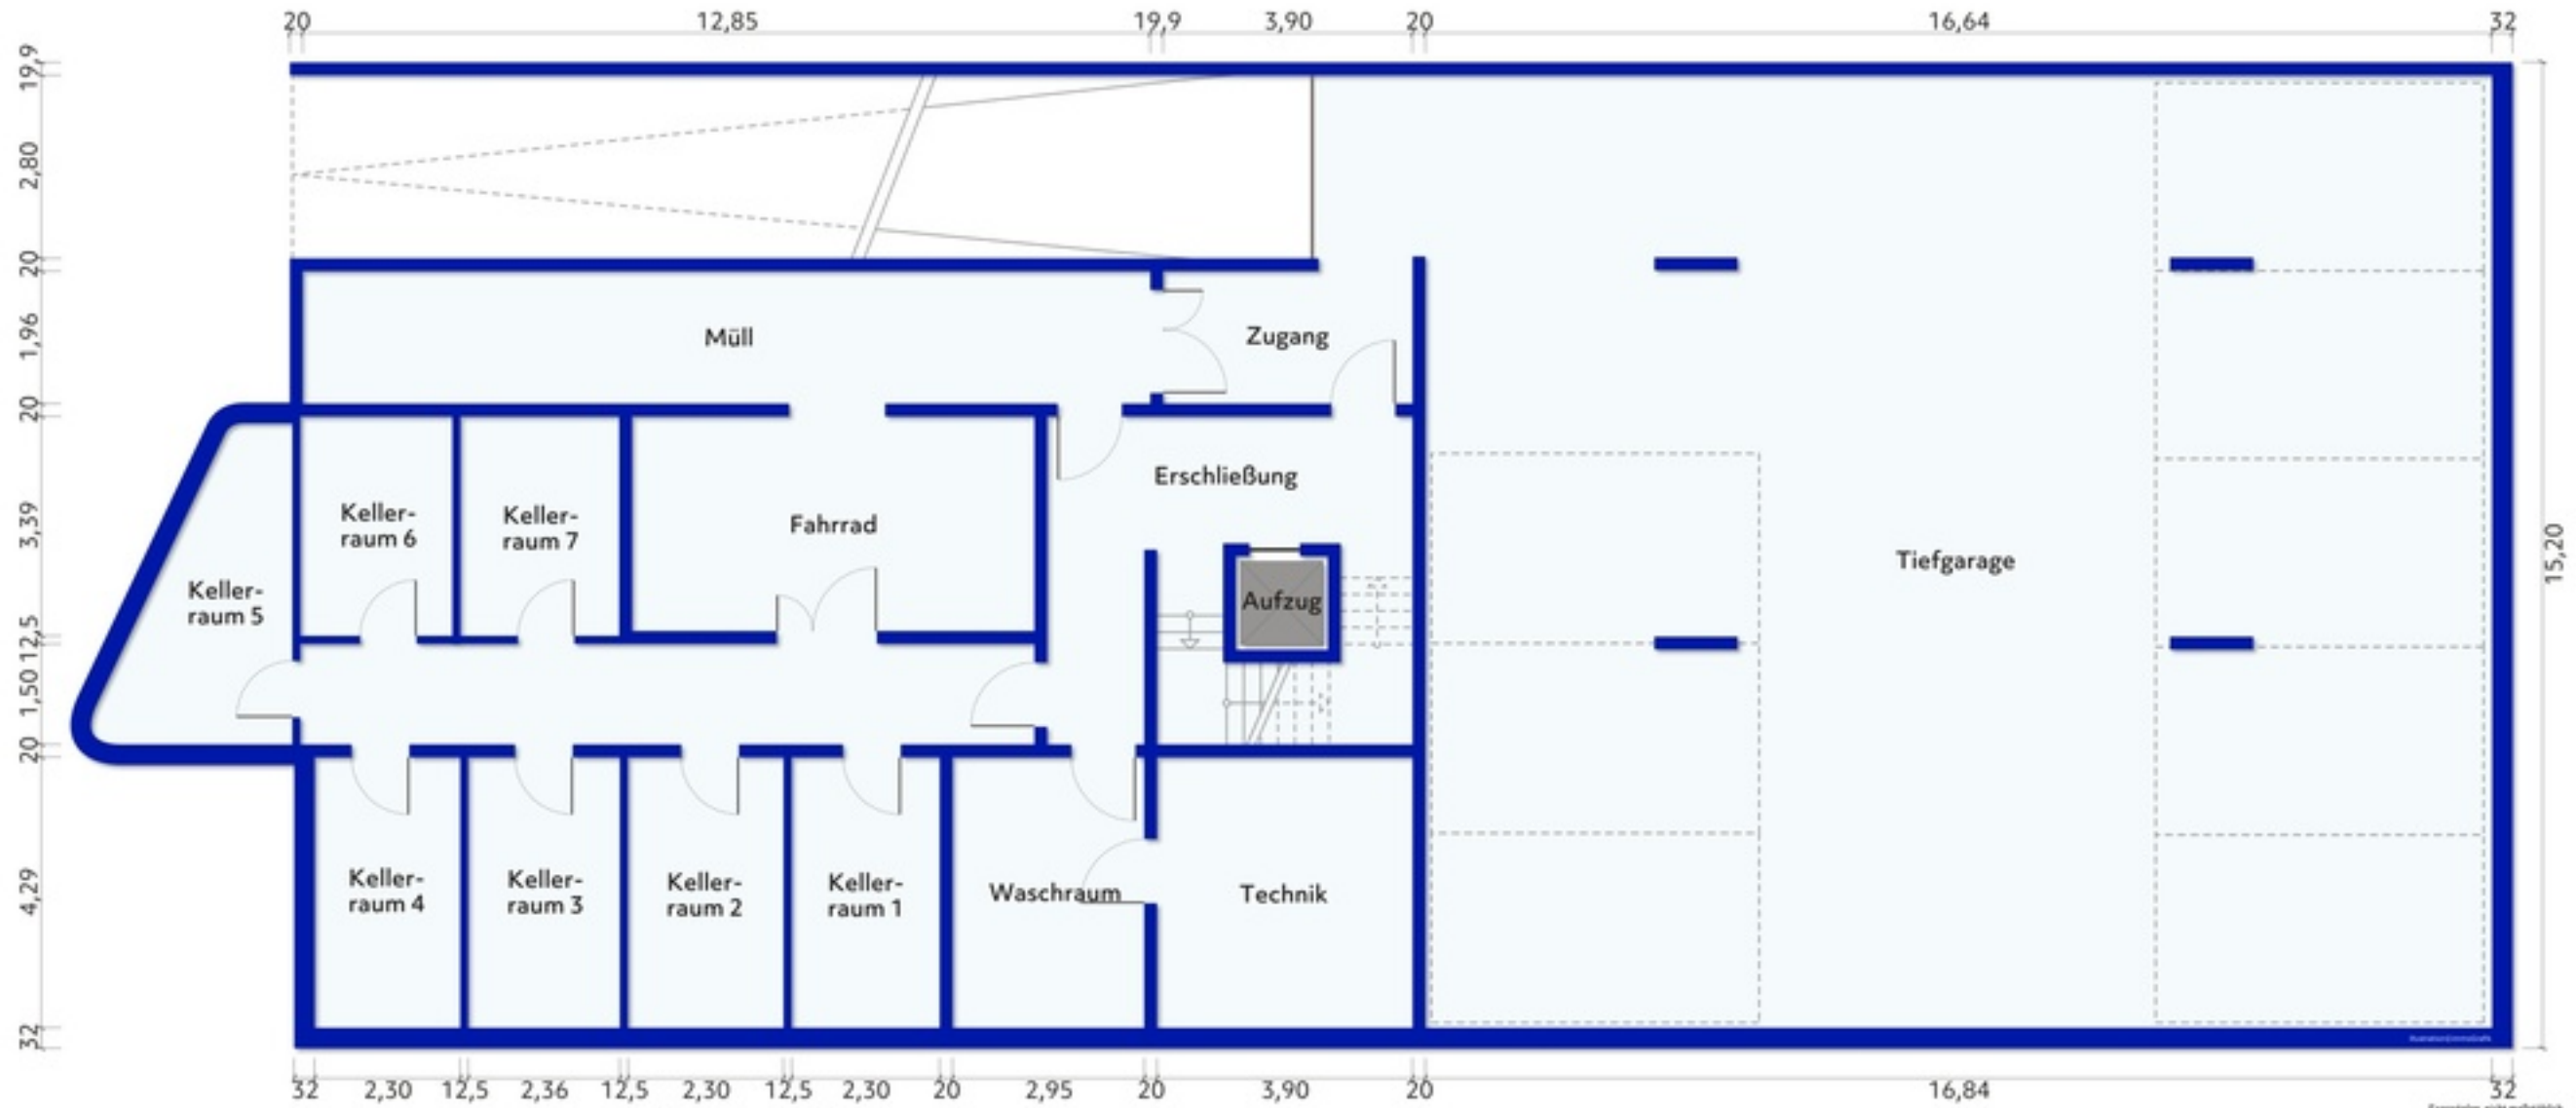 20 12,85 19,9 3,90 20 16,64 32
19,9
2,80
20
1,96
20
3,39
12,5
1,50
20
4,29
32
15,20
Müll
Zugang
Erschließung
Keller-
raum 6
Keller-
raum 7
Fahrrad
Keller-
raum 5
Aufzug
Tiefgarage
Keller-
raum 4
Keller-
raum 3
Keller-
raum 2
Keller-
raum 1
Waschraum
Technik
32 2,30 12,5 2,36 12,5 2,30 12,5 2,30 20 2,95 20 3,90 20 16,84 32